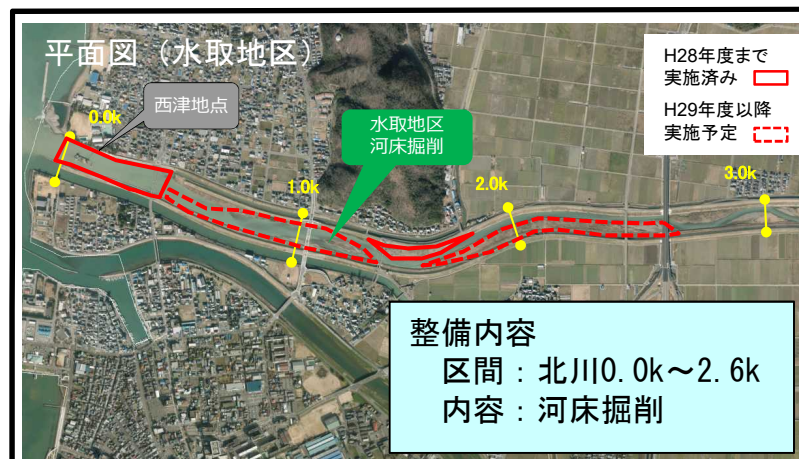 平面図（水取地区）
H28年度まで
実施済み
H29年度以降
実施予定
西津地点
水取地区
河床掘削
0.0k
1.0k
2.0k
3.0k
整備内容
区間：北川0.0k～2.6k
内容：河床掘削